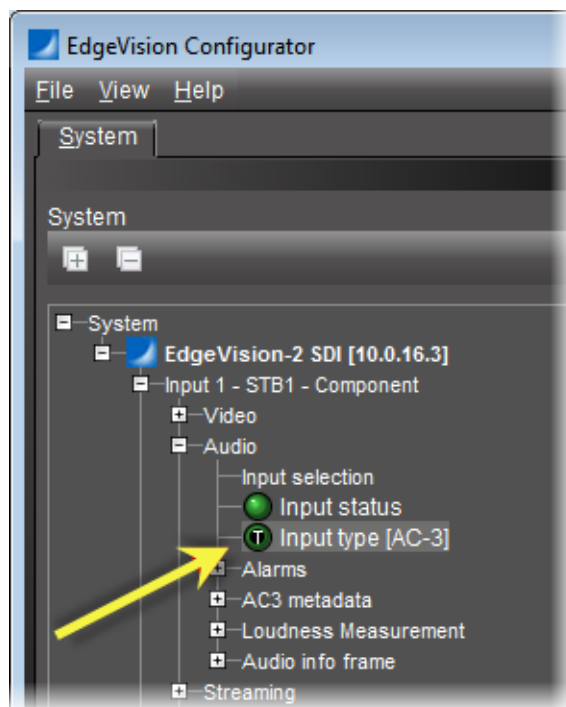 EdgeVision Configurator
File View Help
System
System
System
EdgeVision-2 SDI [10.0.16.3]
Input 1 - STB1 - Component
Video
Audio
Input selection
Input status
T Input type [AC-3]
Alarms
AC3 metadata
Loudness Measurement
Audio info frame
Streaming